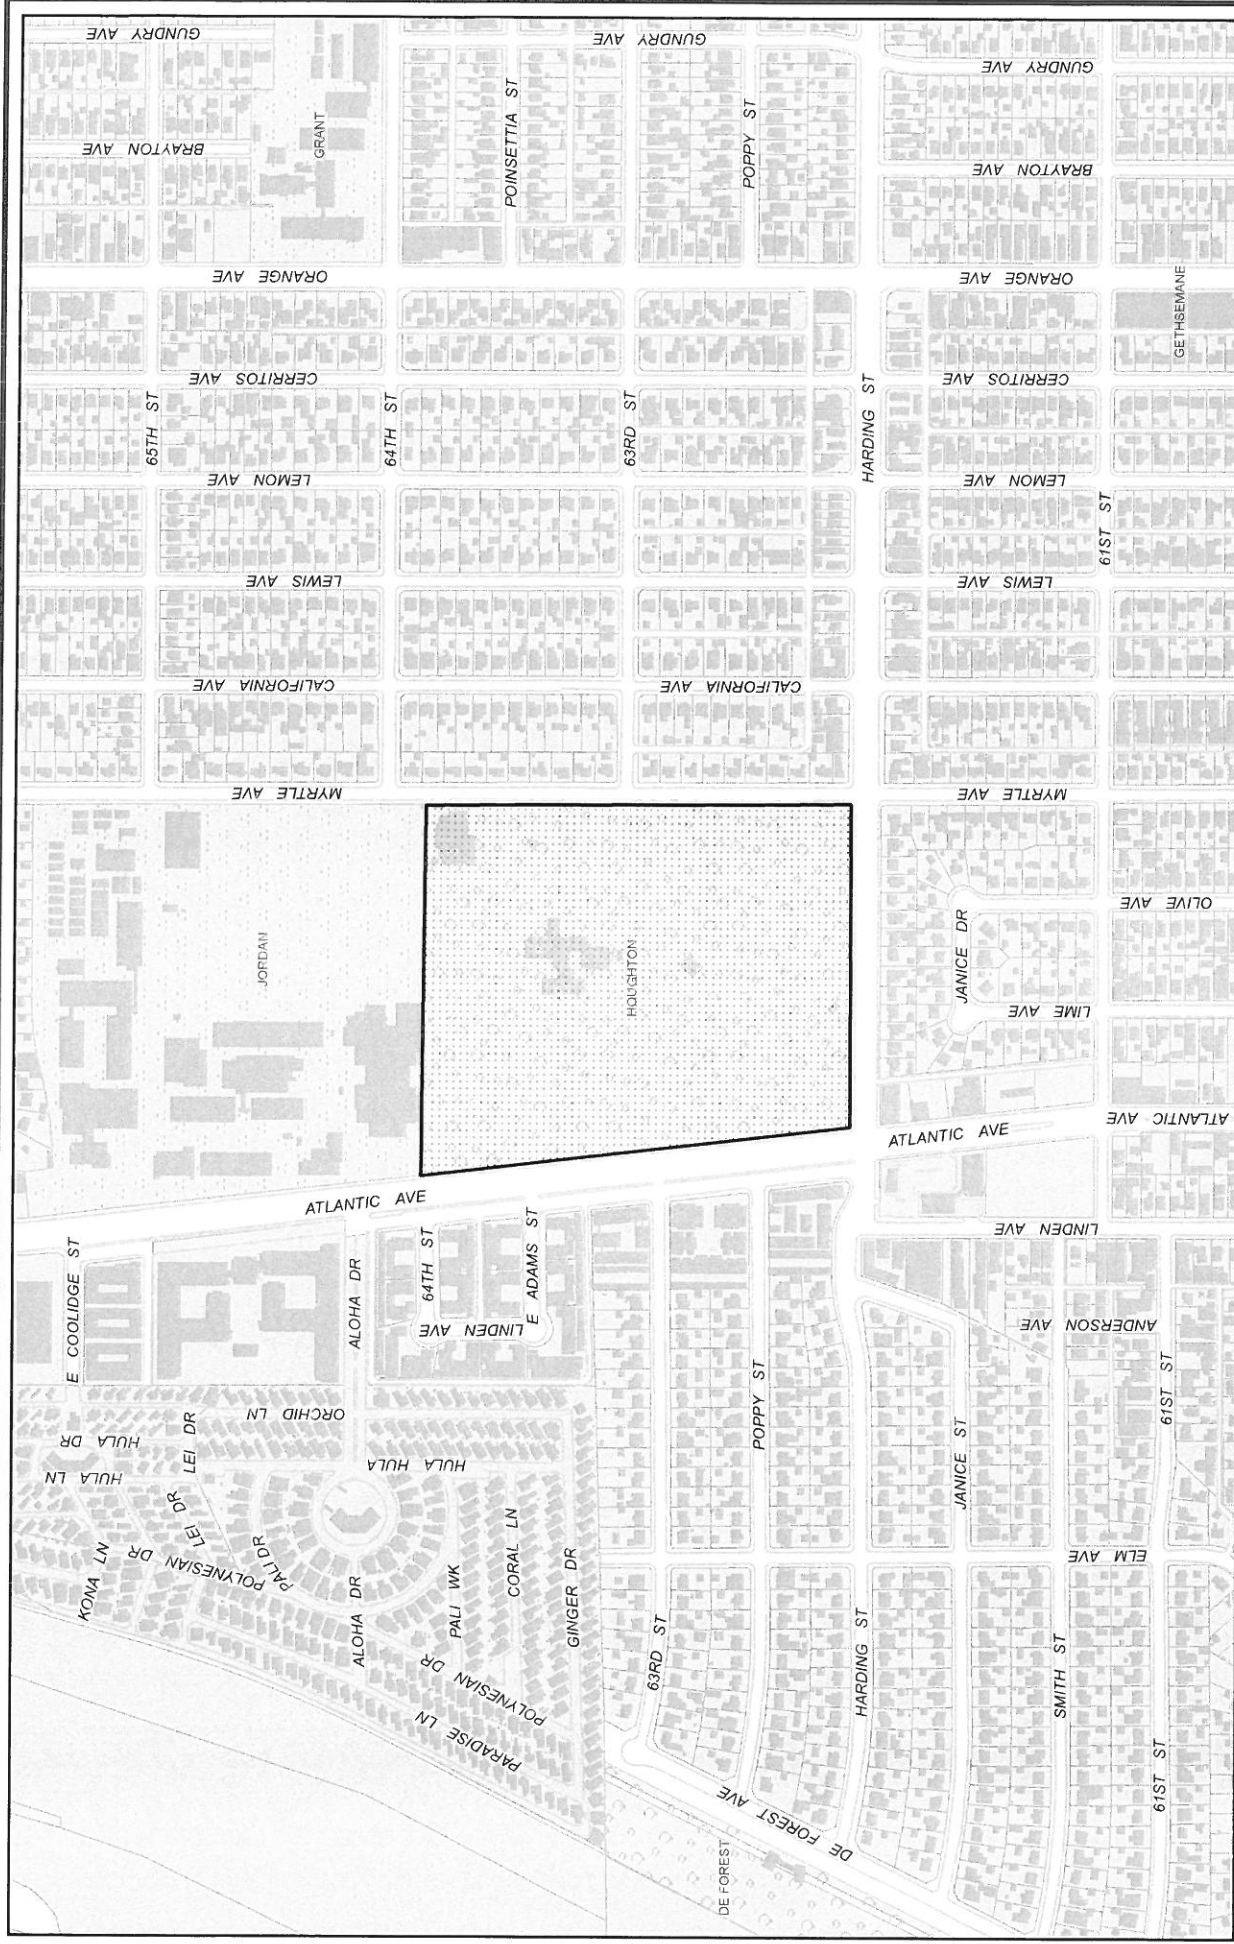 GUNDRY AVE
GUNDRY AVE
GUNDRY AVE
POINSETTIA ST
POPPY ST
GRANT
BRAYTON AVE
BRAYTON AVE
ORANGE AVE
ORANGE AVE
GETHSEMANE
CERRITOS AVE
CERRITOS AVE
65TH ST
64TH ST
63RD ST
HARDING ST
LEMON AVE
LEMON AVE
61ST ST
LEWIS AVE
LEWIS AVE
CALIFORNIA AVE
CALIFORNIA AVE
MYRTLE AVE
MYRTLE AVE
JORDAN
HOUGHTON
JANICE DR
OLIVE AVE
LIME AVE
ATLANTIC AVE
ATLANTIC AVE
ATLANTIC AVE
LINDEN AVE
E COOLIDGE ST
ALOHA DR
64TH ST
E ADAMS ST
LINDEN AVE
ANDERSON AVE
ORCHID LN
POPPY ST
61ST ST
HULA DR
LEI DR
HULA HULA
HULA LN
JANICE ST
LEI DR
PALI DR
POLYNESIAN DR
KONA LN
ALOHA DR
PALI WK
CORAL LN
GINGER DR
ELM AVE
63RD ST
HARDING ST
SMITH ST
POLYNESIAN DR
PARADISE LN
61ST ST
DE FOREST AVE
DE FOREST